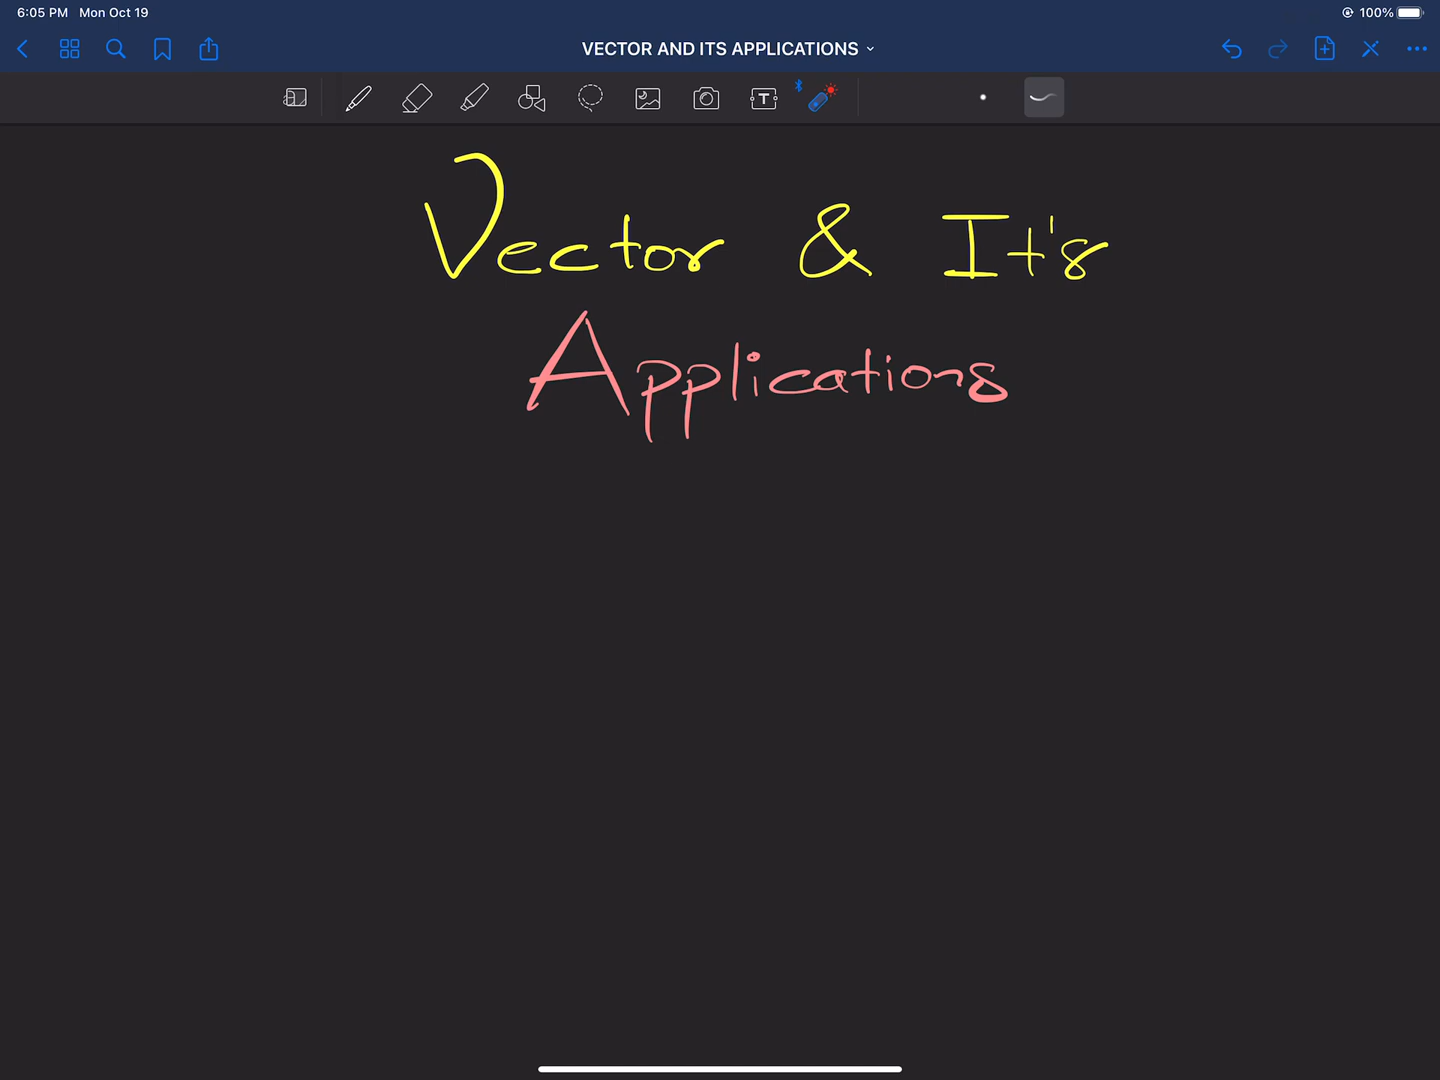 6:05 PM Mon Oct 19 100%
VECTOR AND ITS APPLICATIONS
T
Vector & It's
Applications